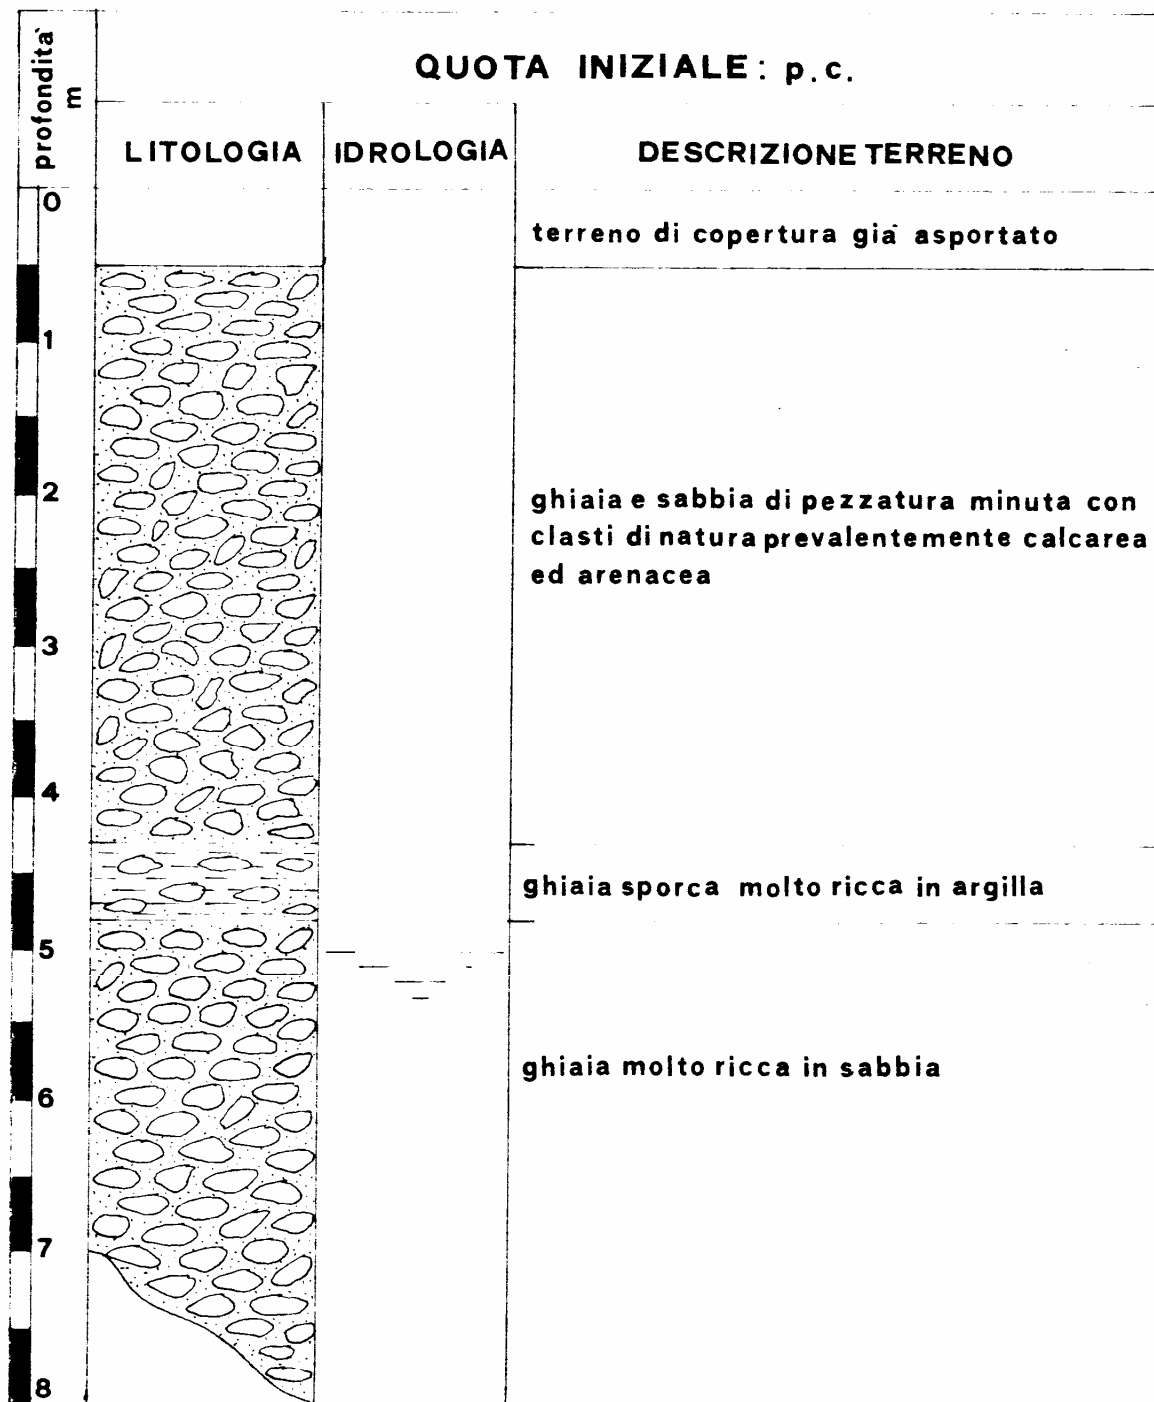 profondità m
QUOTA INIZIALE: p.c.
LITOLOGIA
IDROLOGIA
DESCRIZIONE TERRENO
0
terreno di copertura già asportato
1
2
ghiaia e sabbia di pezzatura minuta con
clasti di natura prevalentemente calcarea
ed arenacea
3
4
ghiaia sporca molto ricca in argilla
5
ghiaia molto ricca in sabbia
6
7
8